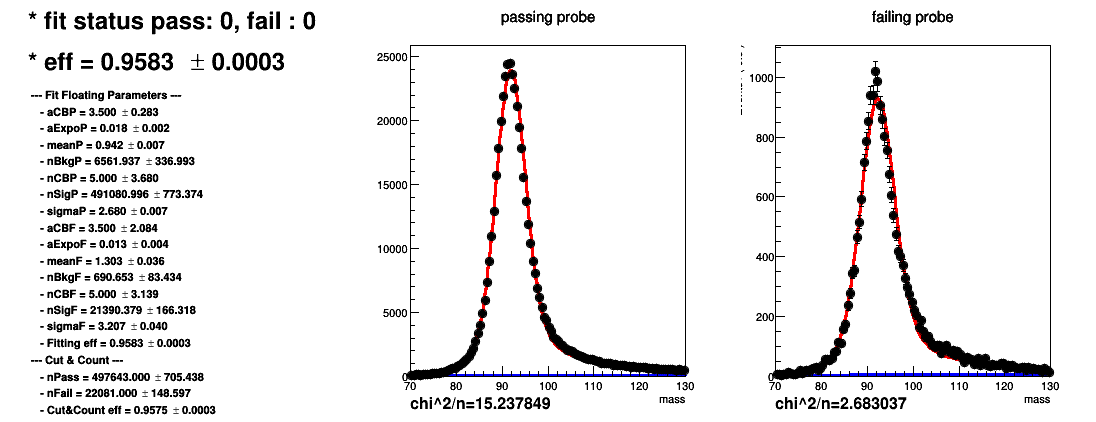 * fit status pass: 0, fail : 0
* eff = 0.9583 ± 0.0003
--- Fit Floating Parameters ---
- aCBP = 3.500 ± 0.283
- aExpoP = 0.018 ± 0.002
- meanP = 0.942 ± 0.007
- nBkgP = 6561.937 ± 336.993
- nCBP = 5.000 ± 3.680
- nSigP = 491080.996 ± 773.374
- sigmaP = 2.680 ± 0.007
- aCBF = 3.500 ± 2.084
- aExpoF = 0.013 ± 0.004
- meanF = 1.303 ± 0.036
- nBkgF = 690.653 ± 83.434
- nCBF = 5.000 ± 3.139
- nSigF = 21390.379 ± 166.318
- sigmaF = 3.207 ± 0.040
- Fitting eff = 0.9583 ± 0.0003
--- Cut & Count ---
- nPass = 497643.000 ± 705.438
- nFail = 22081.000 ± 148.597
- Cut&Count eff = 0.9575 ± 0.0003
passing probe
25000
20000
15000
10000
5000
0
70 80 90 100 110 120 130
mass
chi^2/n=15.237849
failing probe
1000
800
600
400
200
0
70 80 90 100 110 120 130
mass
chi^2/n=2.683037